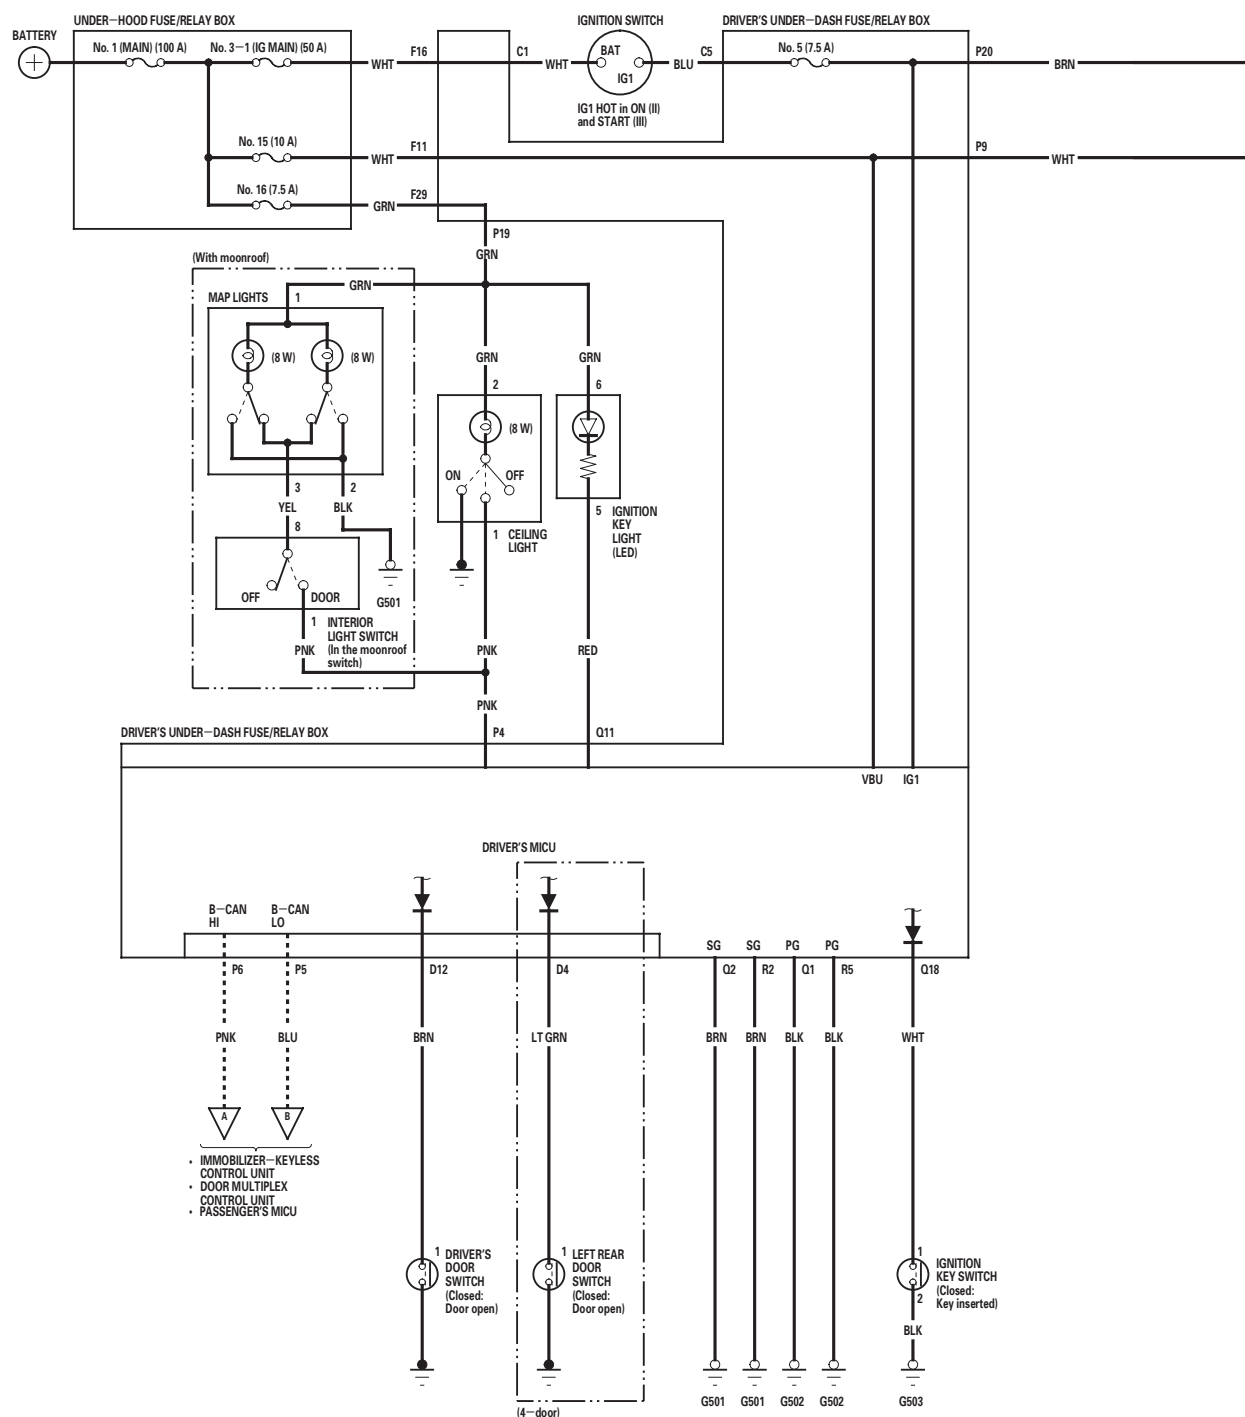 UNDER—HOOD FUSE/RELAY BOX
IGNITION SWITCH
DRIVER'S UNDER—DASH FUSE/RELAY BOX
BATTERY
No. 1 (MAIN) (100 A)
No. 3—1 (IG MAIN) (50 A)
F16
C1
BAT
C5
No. 5 (7.5 A)
P20
WHT
WHT
BLU
BRN
IG1
IG1 HOT in ON (II)
and START (III)
No. 15 (10 A)
F11
P9
WHT
WHT
No. 16 (7.5 A)
F29
GRN
P19
GRN
(With moonroof)
GRN
MAP LIGHTS
1
(8 W)
(8 W)
GRN
GRN
2
6
(8 W)
ON
OFF
3
2
YEL
BLK
5
IGNITION
KEY
LIGHT
(LED)
8
1
CEILING
LIGHT
OFF
DOOR
G501
1
INTERIOR
LIGHT SWITCH
(In the moonroof
switch)
PNK
PNK
RED
PNK
DRIVER'S UNDER—DASH FUSE/RELAY BOX
P4
Q11
VBU
IG1
DRIVER'S MICU
B—CAN
HI
B—CAN
LO
SG
SG
PG
PG
P6
P5
D12
D4
Q2
R2
Q1
R5
Q18
PNK
BLU
BRN
LT GRN
BRN
BRN
BLK
BLK
WHT
A
B
• IMMOBILIZER—KEYLESS
CONTROL UNIT
• DOOR MULTIPLEX
CONTROL UNIT
• PASSENGER'S MICU
1
DRIVER'S
DOOR
SWITCH
(Closed:
Door open)
1
LEFT REAR
DOOR
SWITCH
(Closed:
Door open)
1
IGNITION
KEY SWITCH
(Closed:
Key inserted)
2
BLK
G501
G501
G502
G502
G503
(4—door)